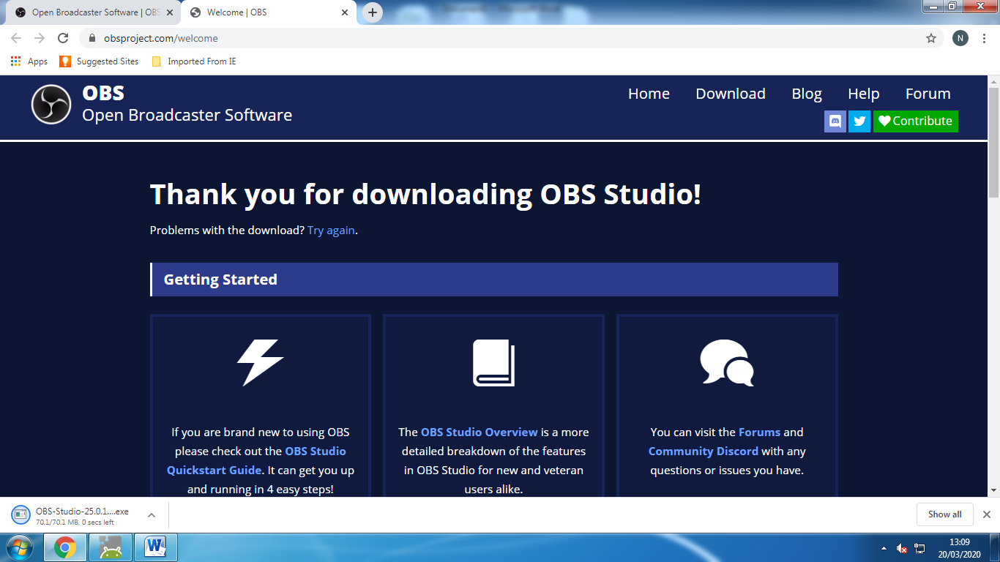 Open Broadcaster Software | OBS
Welcome | OBS
obsproject.com/welcome
N
Apps
Suggested Sites
Imported From IE
OBS
Open Broadcaster Software
Home
Download
Blog
Help
Forum
Contribute
Thank you for downloading OBS Studio!
Problems with the download? Try again.
Getting Started
If you are brand new to using OBS
please check out the OBS Studio
Quickstart Guide. It can get you up
and running in 4 easy steps!
The OBS Studio Overview is a more
detailed breakdown of the features
in OBS Studio for new and veteran
users alike.
You can visit the Forums and
Community Discord with any
questions or issues you have.
OBS-Studio-25.0.1....exe
70.1/70.1 MB, 0 secs left
Show all
W
13:09
20/03/2020